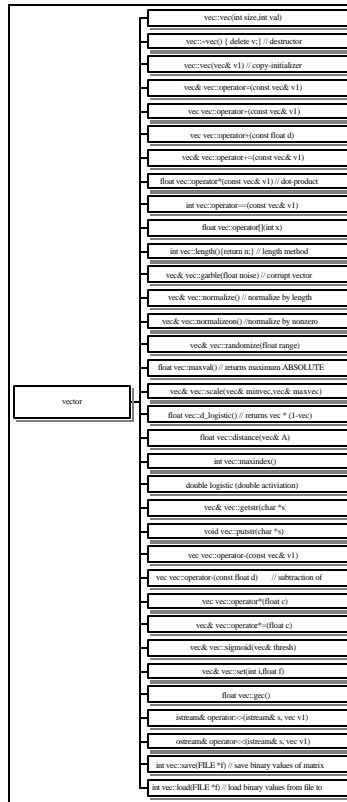 vec::vec(int size,int val)
vec::~vec() { delete v;} // destructor
vec::vec(vec& v1) // copy-initializer
vec& vec::operator=(const vec& v1)
vec vec::operator+(const vec& v1)
vec vec::operator+(const float d)
vec& vec::operator+=(const vec& v1)
float vec::operator*(const vec& v1) // dot-product
int vec::operator==(const vec& v1)
float vec::operator[](int x)
int vec::length(){return n;} // length method
vec& vec::garble(float noise) // corrupt vector
vec& vec::normalize() // normalize by length
vec& vec::normalizeon() //normalize by nonzero
vec& vec::randomize(float range)
float vec::maxval() // returns maximum ABSOLUTE
vec& vec::scale(vec& minvec,vec& maxvec)
vector
float vec::d_logistic() // returns vec * (1-vec)
float vec::distance(vec& A)
int vec::maxindex()
double logistic (double activiation)
vec& vec::getstr(char *s
void vec::putstr(char *s)
vec vec::operator-(const vec& v1)
vec vec::operator-(const float d) // subtraction of
vec vec::operator*(float c)
vec& vec::operator*=(float c)
vec& vec::sigmoid(vec& thresh)
vec& vec::set(int i,float f)
float vec::gec()
istream& operator>>(istream& s, vec v1)
ostream& operator<<(istream& s, vec v1)
int vec::save(FILE *f) // save binary values of matrix
int vec::load(FILE *f) // load binary values from file to